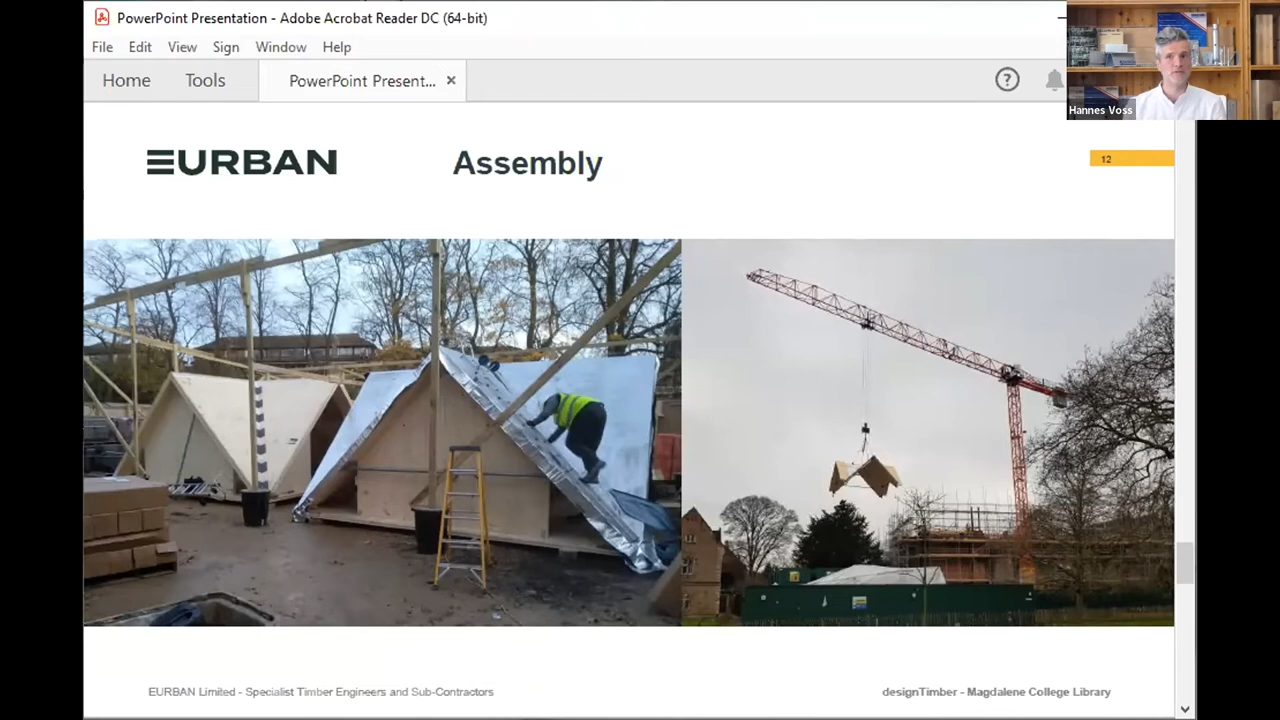 PowerPoint Presentation - Adobe Acrobat Reader DC (64-bit)
File Edit View Sign Window Help
Home Tools PowerPoint Present... ×
?
Hannes Voss
EURBAN
Assembly
12
EURBAN Limited - Specialist Timber Engineers and Sub-Contractors
designTimber - Magdalene College Library